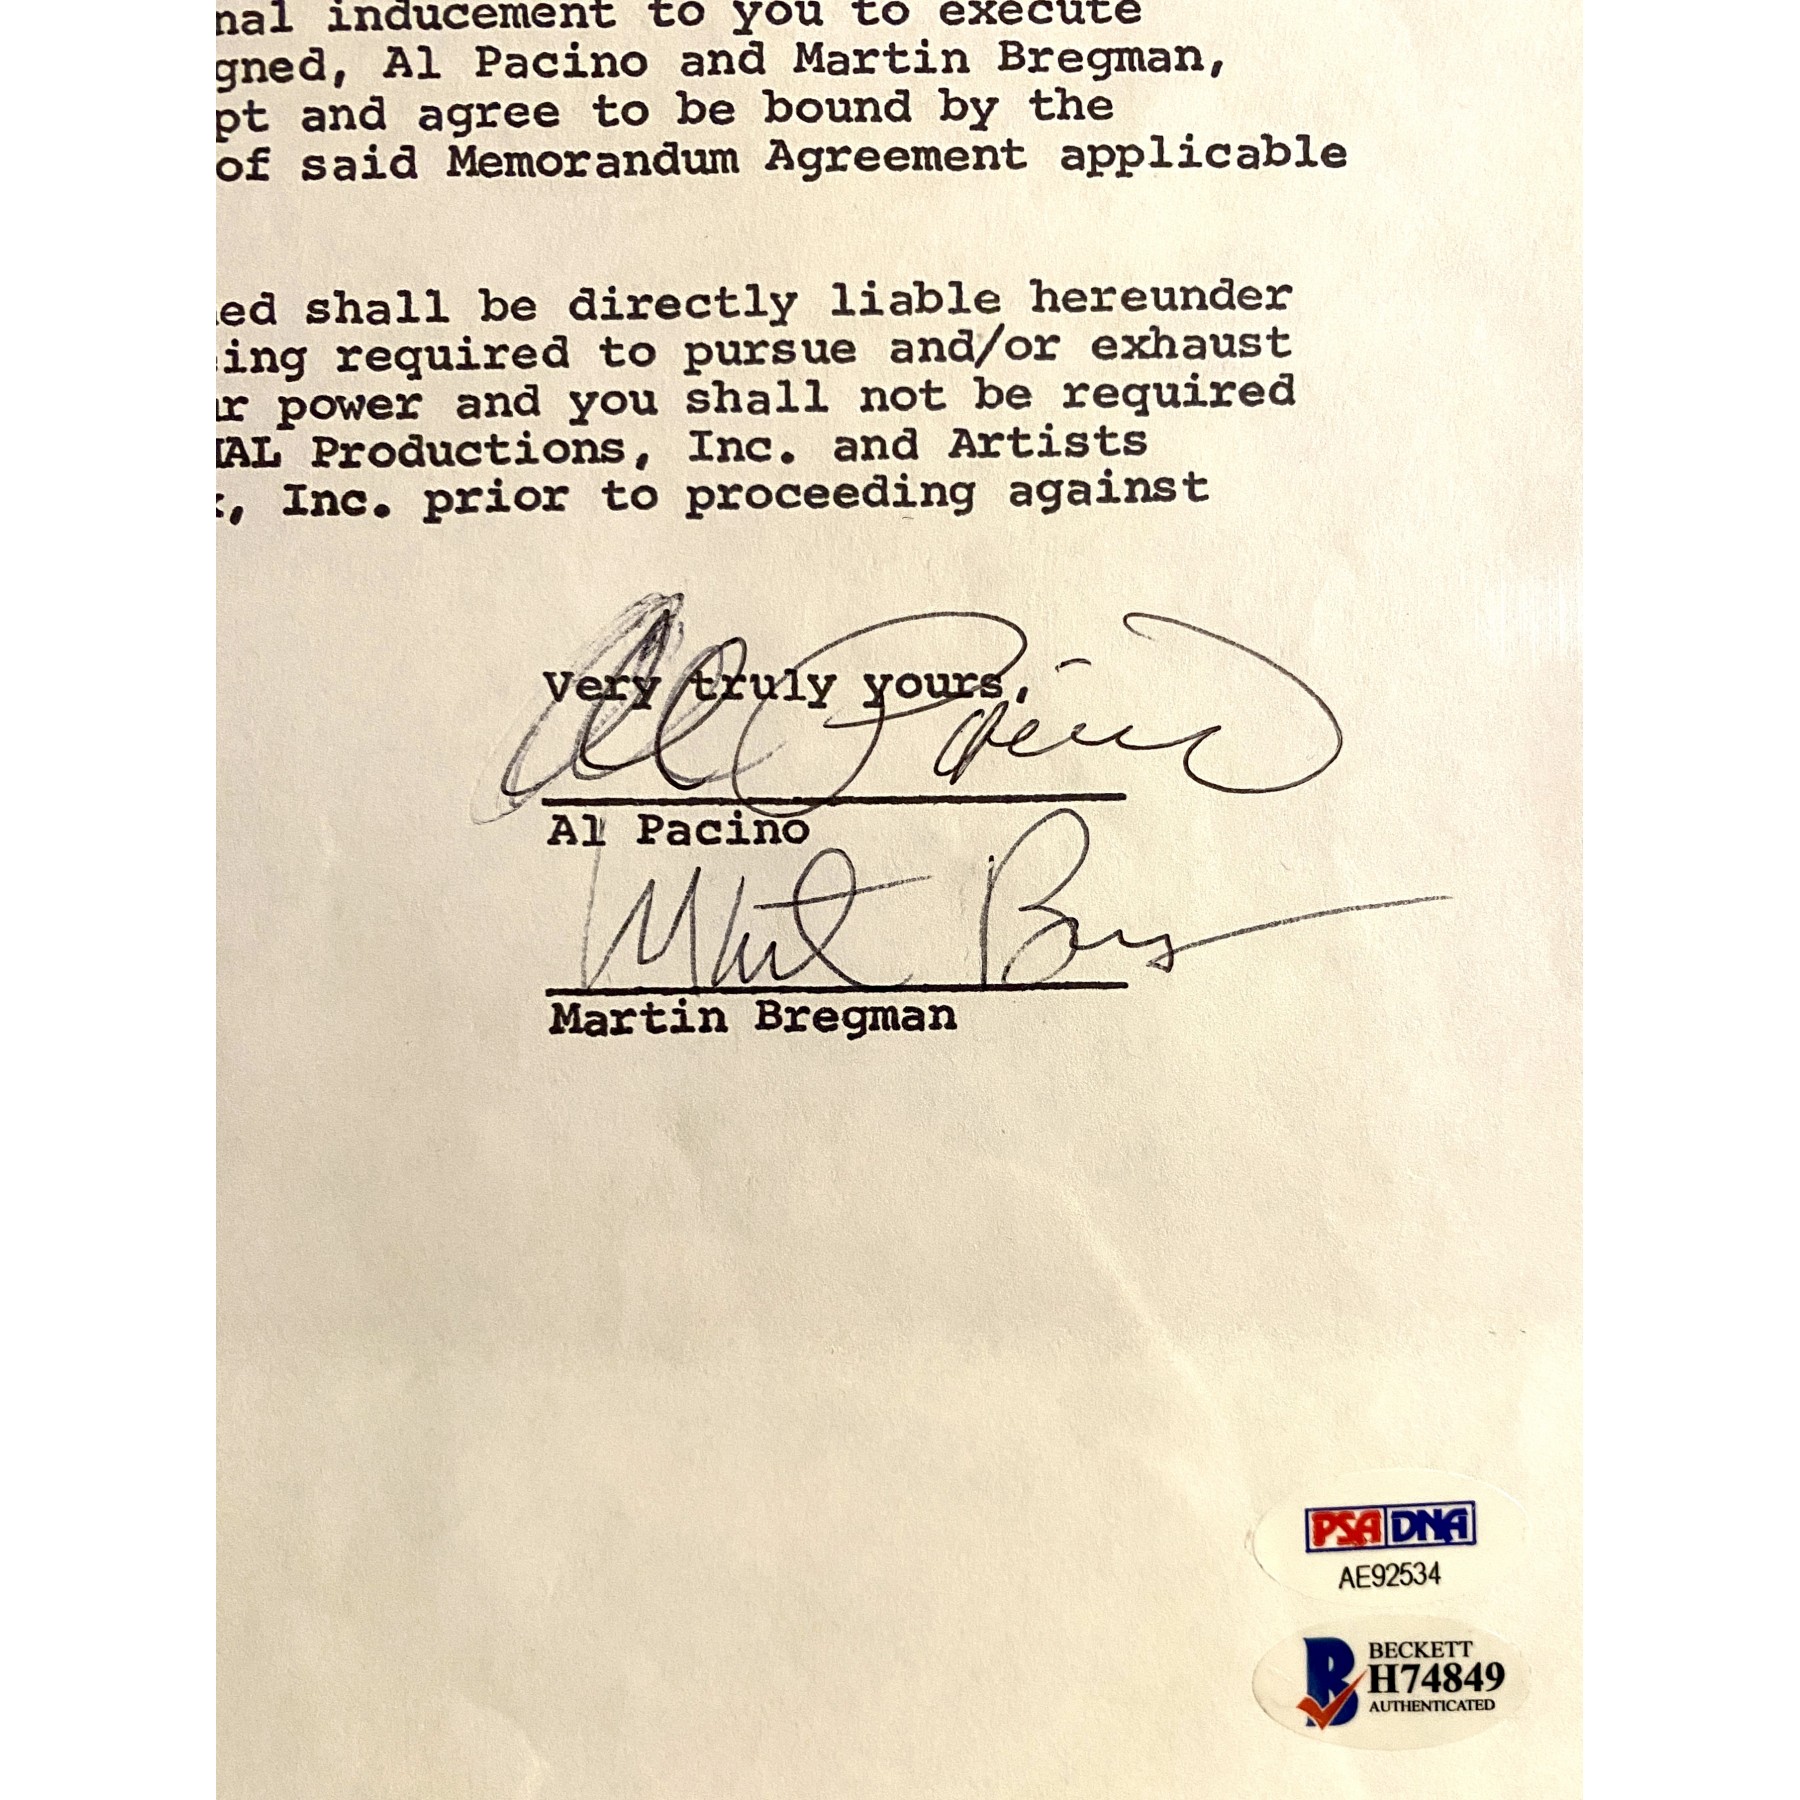 nal inducement to you to execute
gned, Al Pacino and Martin Bregman,
pt and agree to be bound by the
of said Memorandum Agreement applicable
ed shall be directly liable hereunder
ing required to pursue and/or exhaust
r power and you shall not be required
AL Productions, Inc. and Artists
, Inc. prior to proceeding against
Very truly yours,
Al Pacino
Al Pacino
Martin Bregman
PSA DNA
AE92534
BECKETT
H74849
AUTHENTICATED